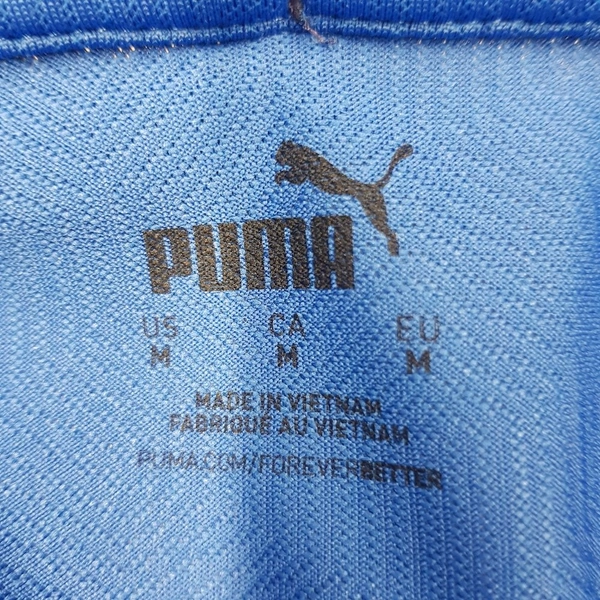 PUMA
US CA EU
M M M
MADE IN VIETNAM
FABRIQUE AU VIETNAM
PUMA.COM/FOREVERBETTER